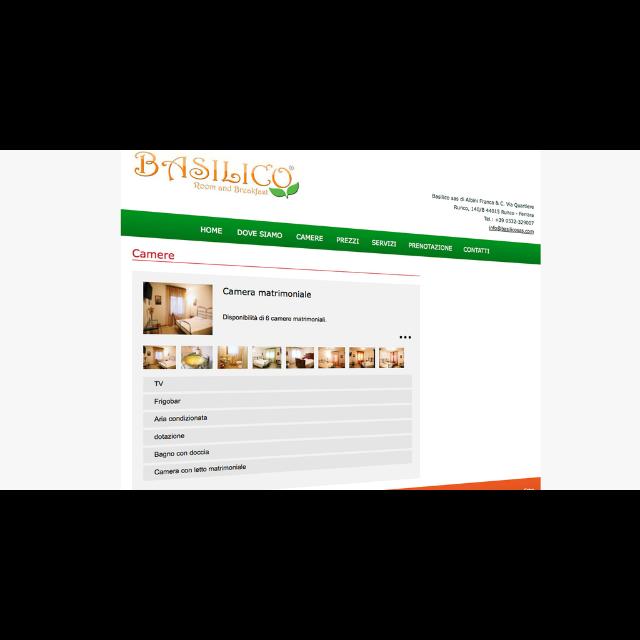 BASILICO®
Room and Breakfast
Basilico sas di Albini Franca & C. Via Quartiere
Runco, 140/B 44015 Runco - Ferrara
Tel.: +39 0532-329007
info@basilicosas.com
HOME DOVE SIAMO CAMERE PREZZI SERVIZI PRENOTAZIONE CONTATTI
Camere
Camera matrimoniale
Disponibilità di 6 camere matrimoniali.
•••
TV
Frigobar
Aria condizionata
dotazione
Bagno con doccia
Camera con letto matrimoniale